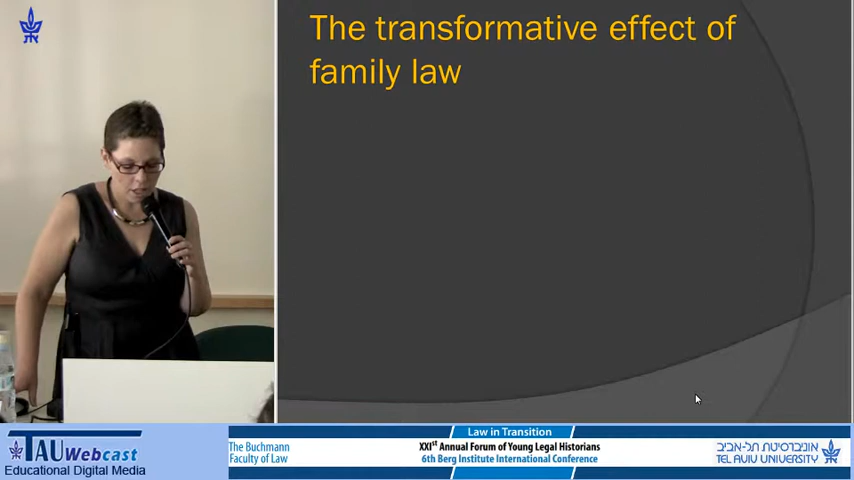 The transformative effect of
family law
TAU Webcast
Educational Digital Media
The Buchmann
Faculty of Law
Law in Transition
XXIst Annual Forum of Young Legal Historians
6th Berg Institute International Conference
אוניברסיטת תל-אביב
TEL AVIV UNIVERSITY